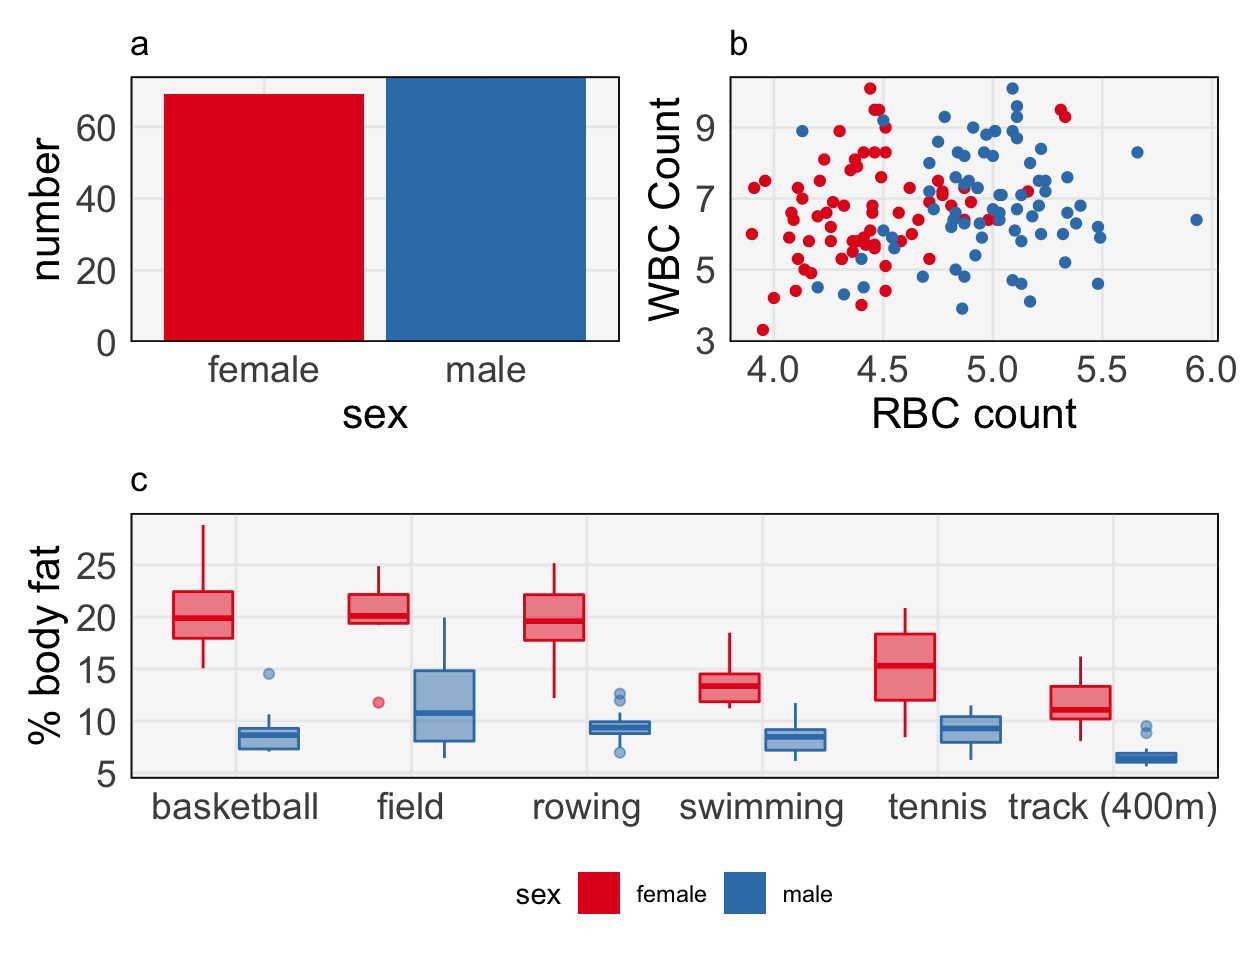 a
number
60
40
20
0
female male
sex
b
WBC Count
9
7
5
3
4.0 4.5 5.0 5.5 6.0
RBC count
c
% body fat
25
20
15
10
5
basketball field rowing swimming tennis track (400m)
sex female male